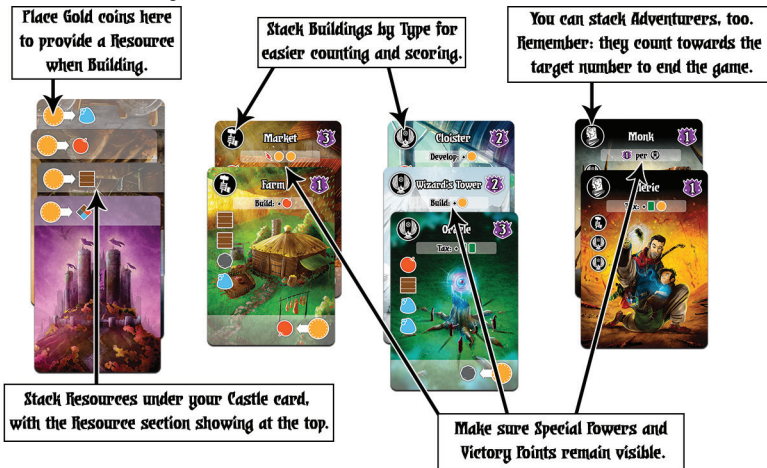 Place Gold coins here
to provide a Resource
when Building.
Stack Buildings by Type for
easier counting and scoring.
You can stack Adventurers, too.
Remember: they count towards the
target number to end the game.
Market
3
Farm
1
Build: +
Cloister
2
Develop: +
Wizard's Tower
2
Build: +
Oracle
3
Tax: +
Monk
1
1 per
Cleric
1
Tax: +
Stack Resources under your Castle card,
with the Resource section showing at the top.
Make sure Special Powers and
Victory Points remain visible.